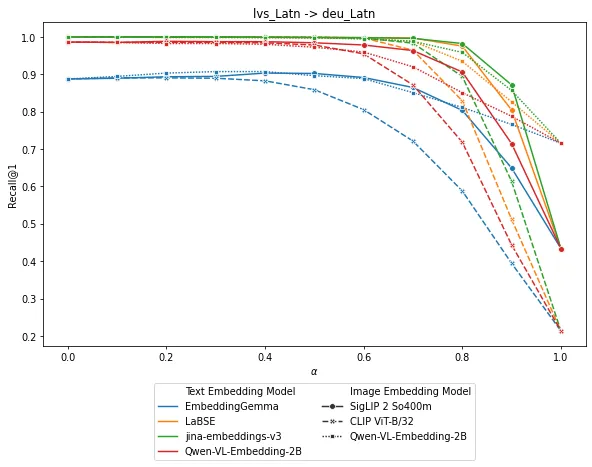 lvs_Latn -> deu_Latn
Recall@1
1.0
0.9
0.8
0.7
0.6
0.5
0.4
0.3
0.2
0.0
0.2
0.4
0.6
0.8
1.0
α
Text Embedding Model
EmbeddingGemma
LaBSE
jina-embeddings-v3
Qwen-VL-Embedding-2B
Image Embedding Model
SigLIP 2 So400m
CLIP ViT-B/32
Qwen-VL-Embedding-2B